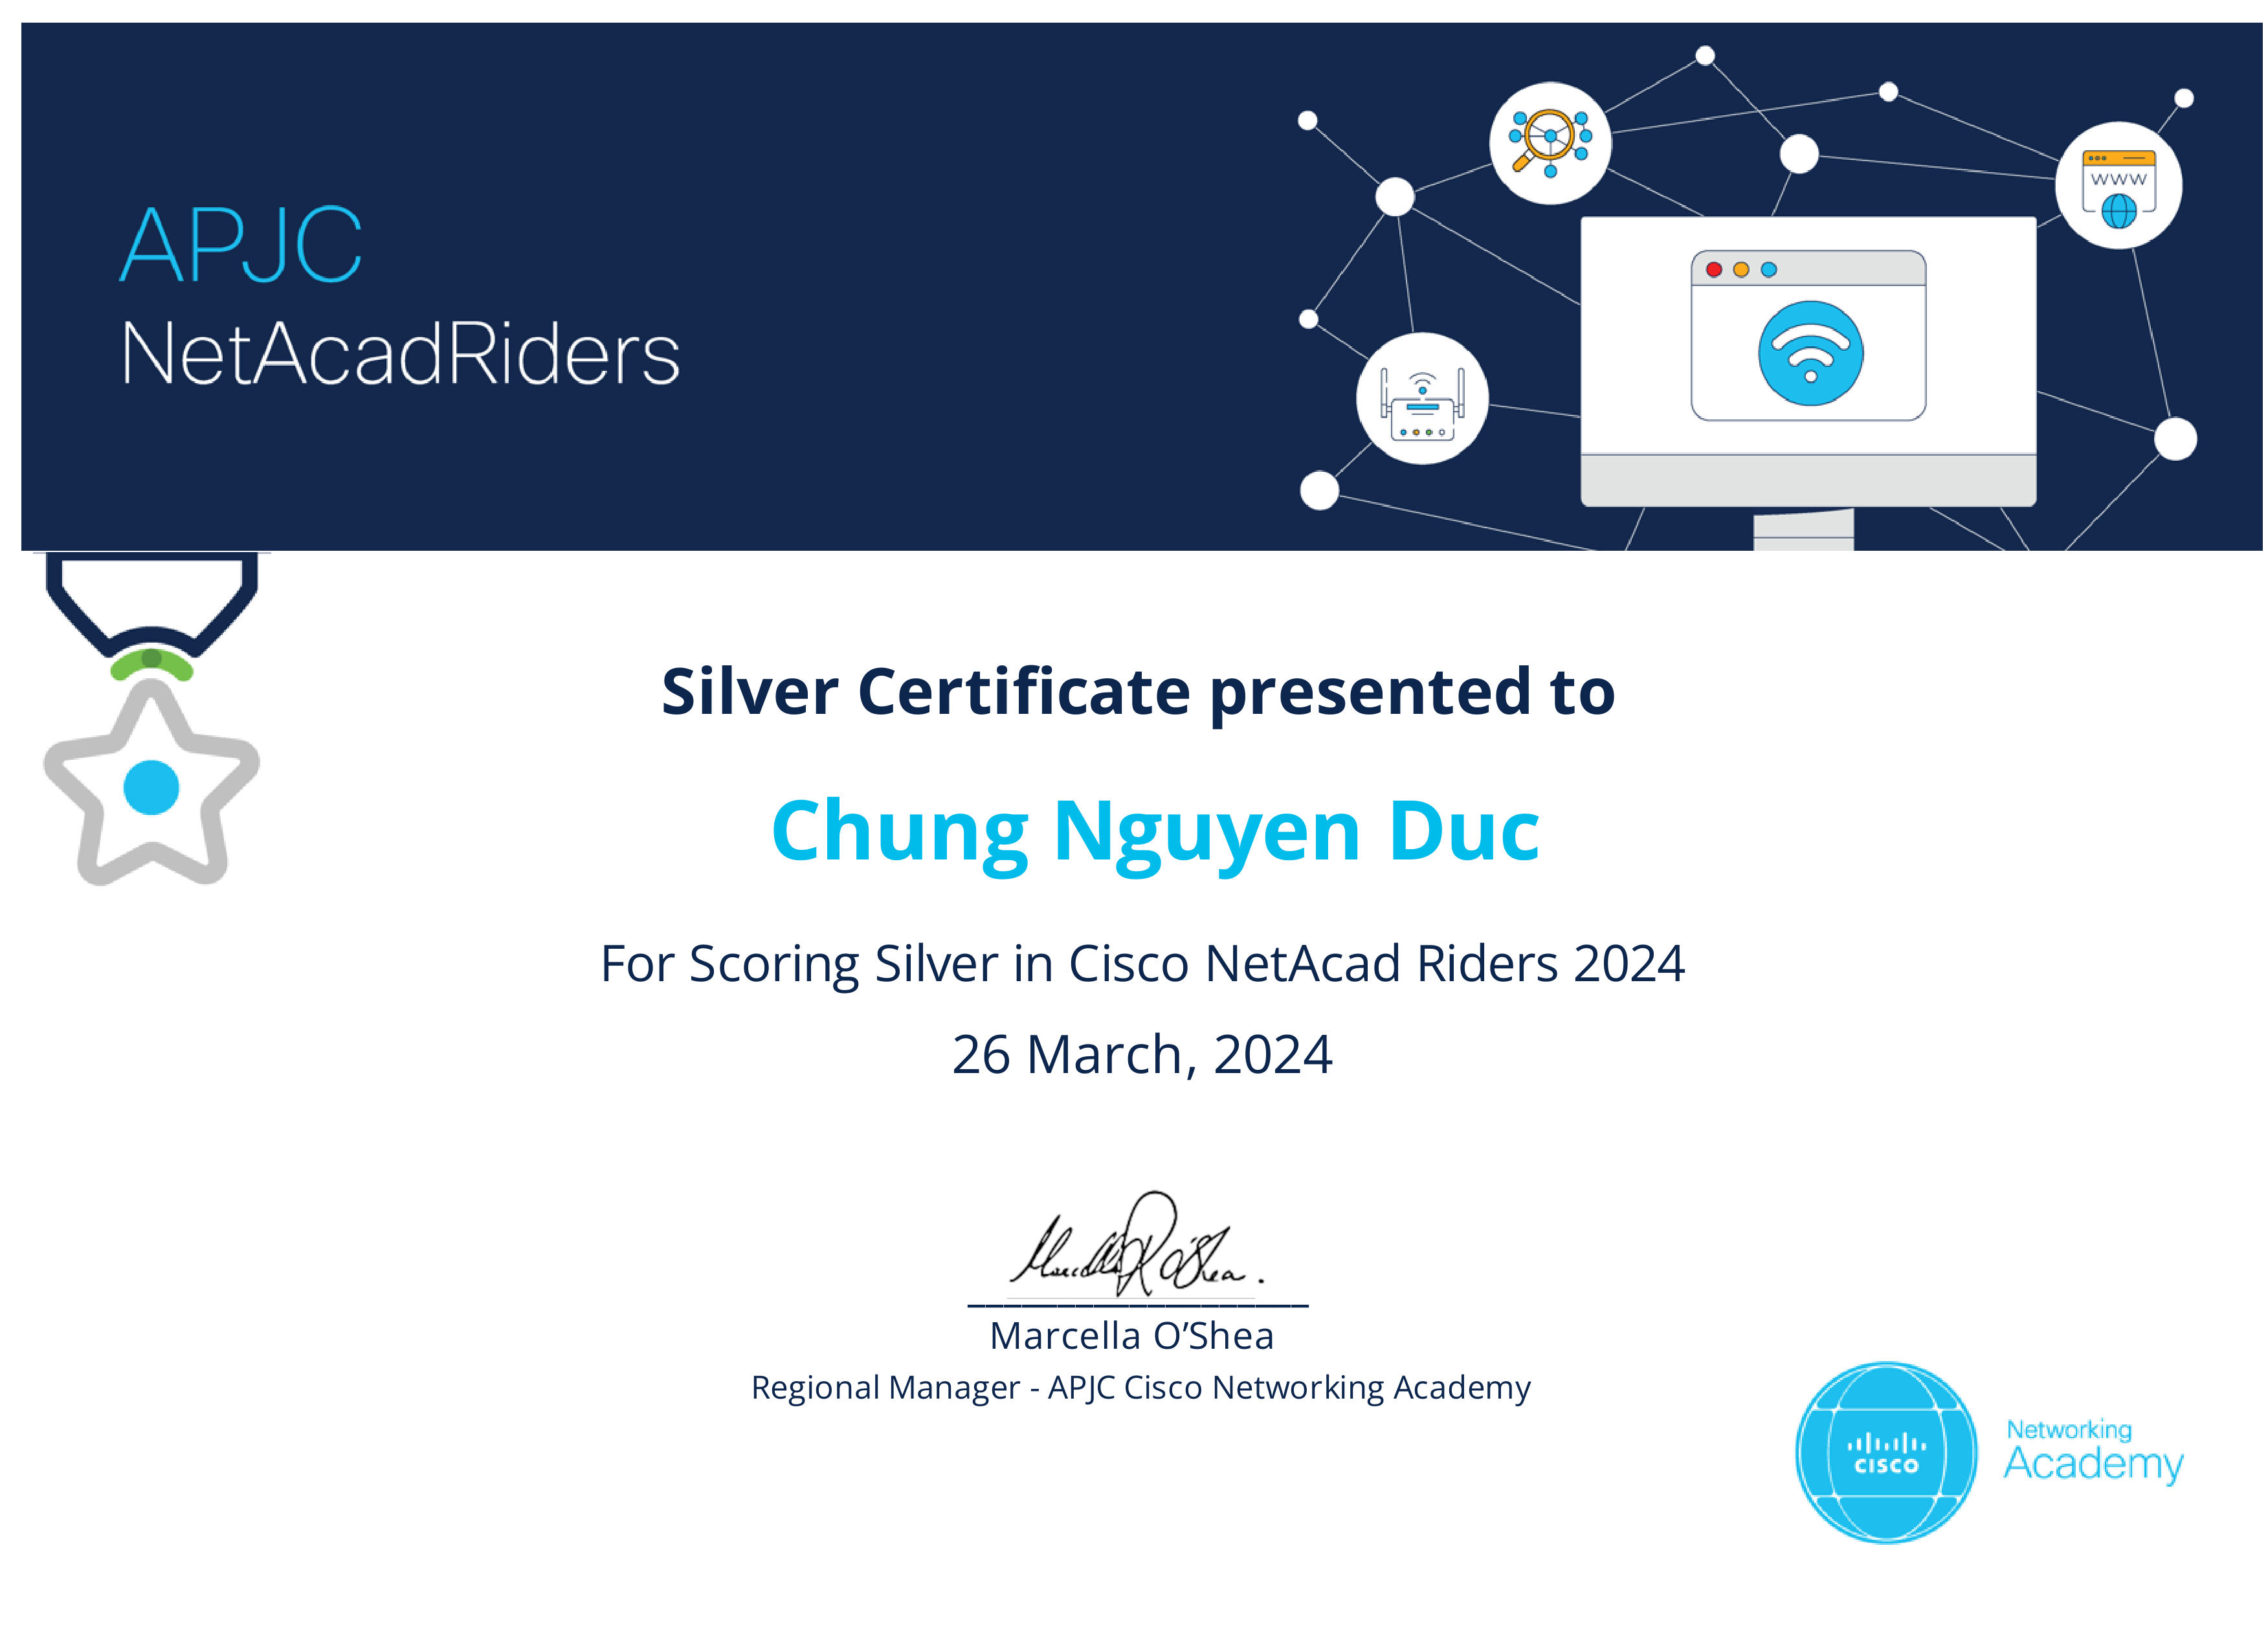 APJC
NetAcadRiders
WWW
Silver Certificate presented to
Chung Nguyen Duc
For Scoring Silver in Cisco NetAcad Riders 2024
26 March, 2024
Marcella R O'Shea.
Marcella O’Shea
Regional Manager - APJC Cisco Networking Academy
Networking
Academy
CISCO